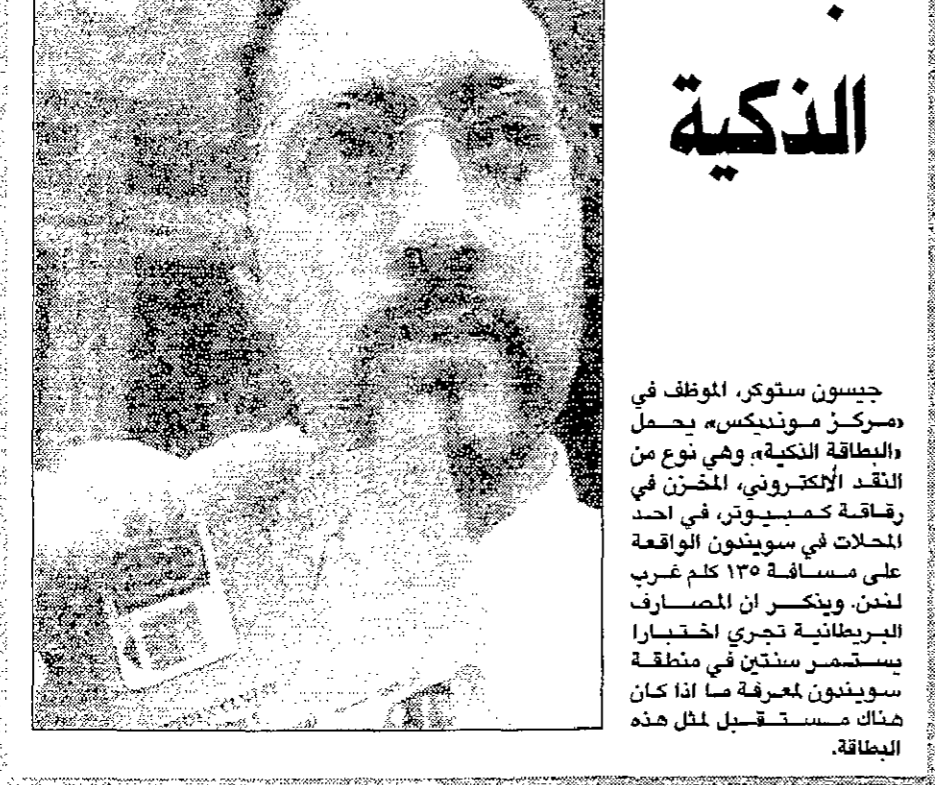 الذكية
جيسون ستوكر، الموظف في
«مركز مونديكس»، يحمل
«البطاقة الذكية»، وهي نوع من
النقد الألكتروني، المخزن في
رقاقة كمبيوتر، في احد
المحلات في سويندون الواقعة
على مسافة ١٣٥ كلم غرب
لندن. ويذكر ان المصارف
البريطانية تجري اختبارا
يستمر سنتين في منطقة
سويندون لمعرفة ما اذا كان
هناك مستقبل لمثل هذه
البطاقة.